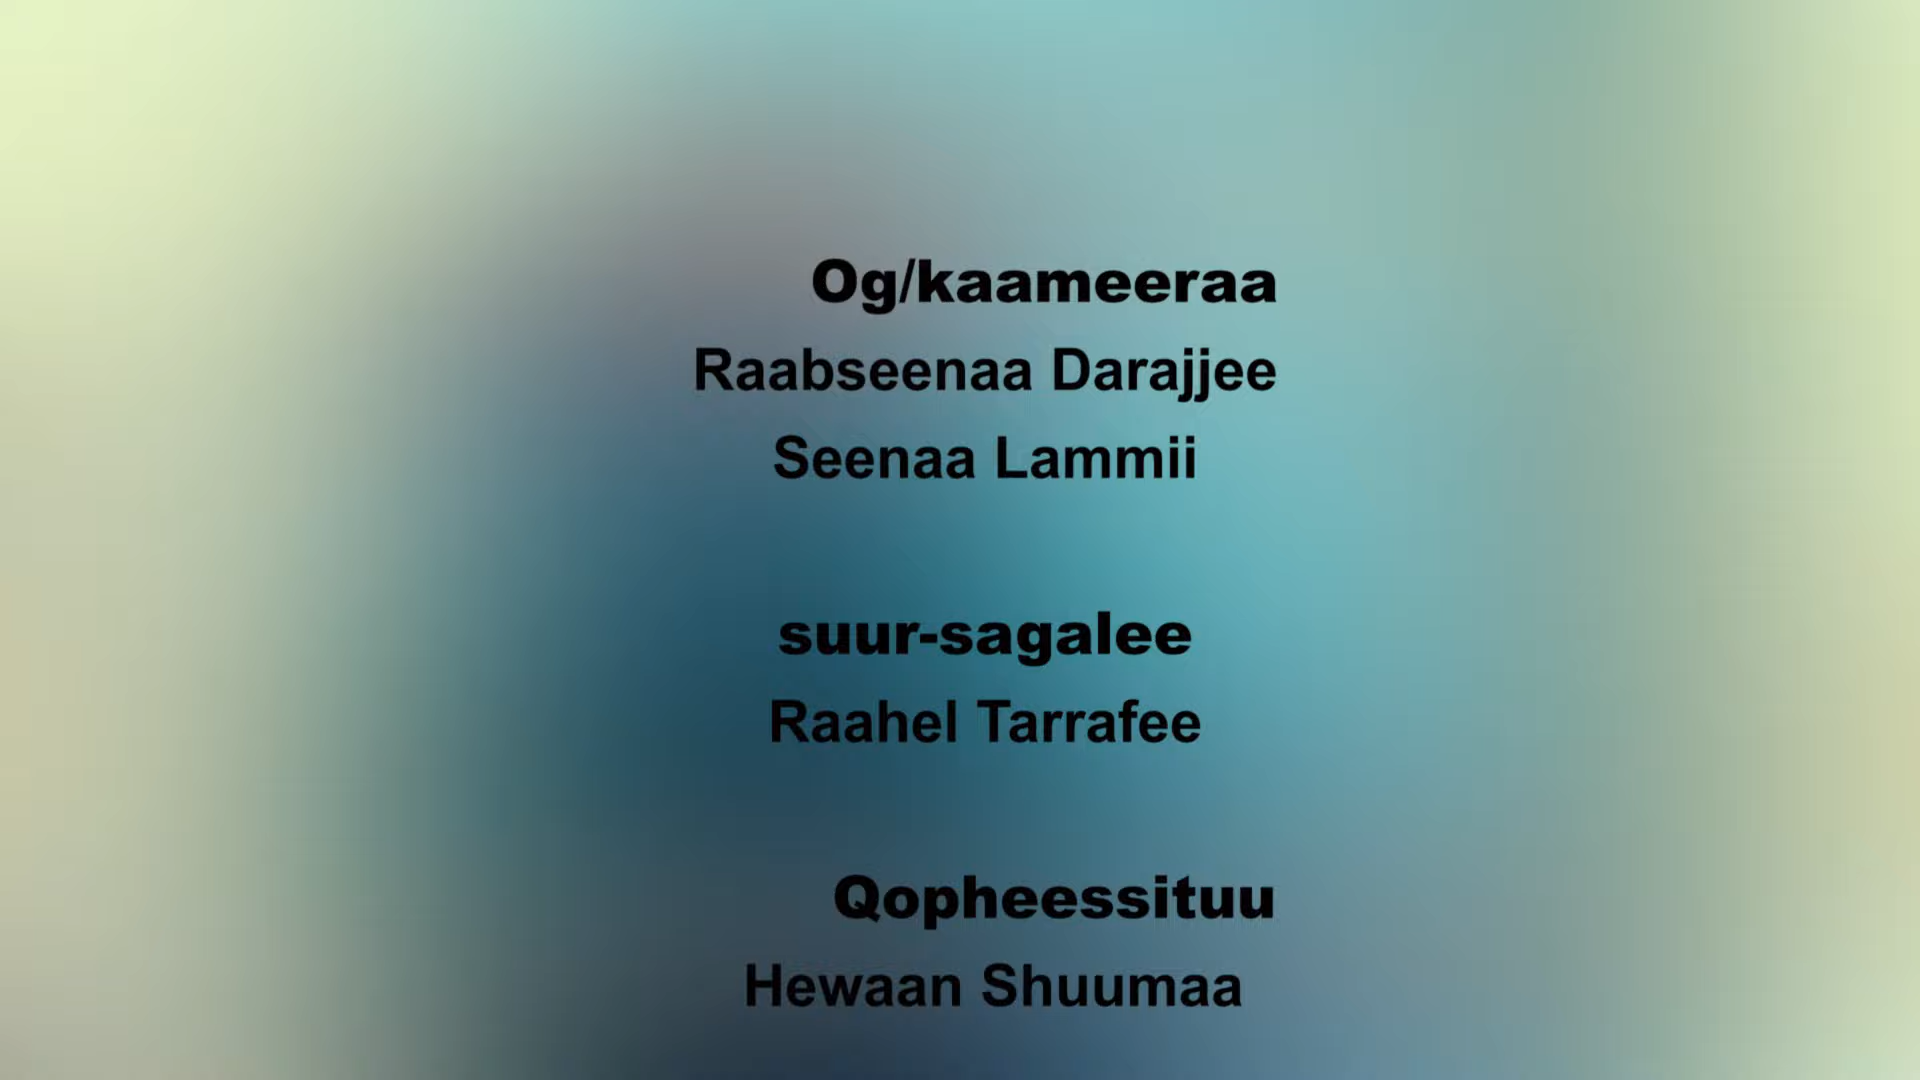 Og/kaameeraa
Raabseenaa Darajjee
Seenaa Lammii
suur-sagalee
Raahel Tarrafee
Qopheessituu
Hewaan Shuumaa